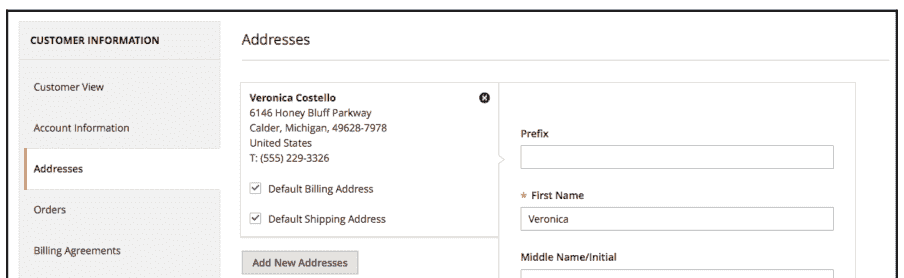 CUSTOMER INFORMATION
Customer View
Account Information
Addresses
Orders
Billing Agreements
Addresses
Veronica Costello
6146 Honey Bluff Parkway
Calder, Michigan, 49628-7978
United States
T: (555) 229-3326
Default Billing Address
Default Shipping Address
Add New Addresses
Prefix
* First Name
Veronica
Middle Name/Initial